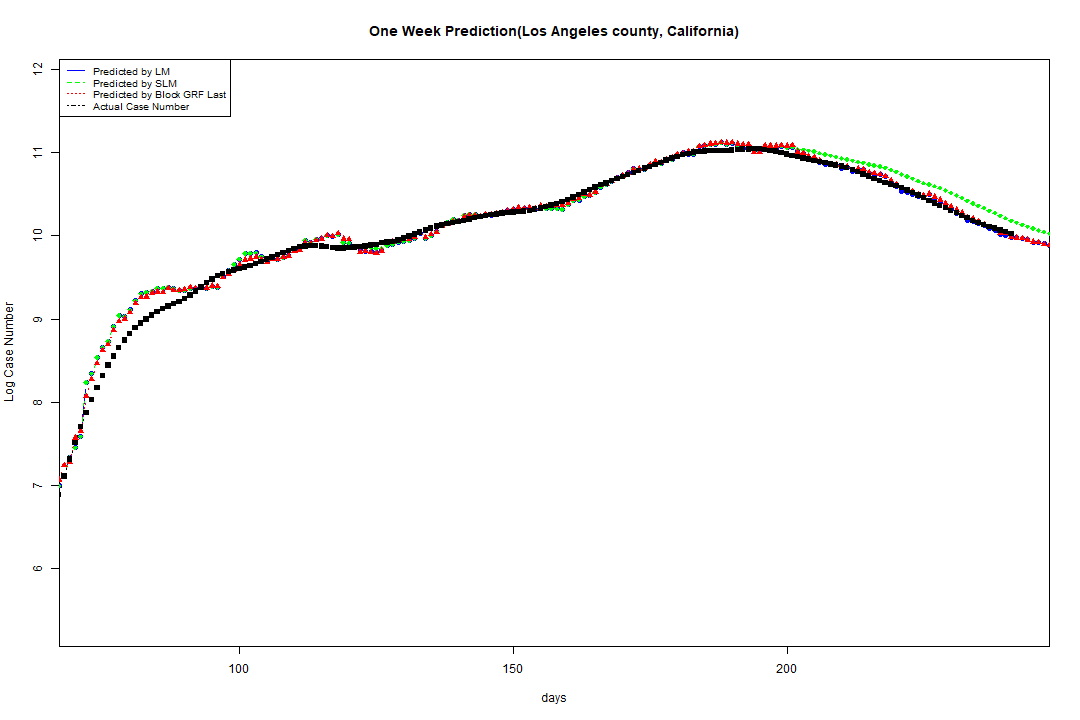 One Week Prediction(Los Angeles county, California)
Predicted by LM
Predicted by SLM
Predicted by Block GRF Last
Actual Case Number
12
11
10
9
8
7
6
Log Case Number
100 150 200
days